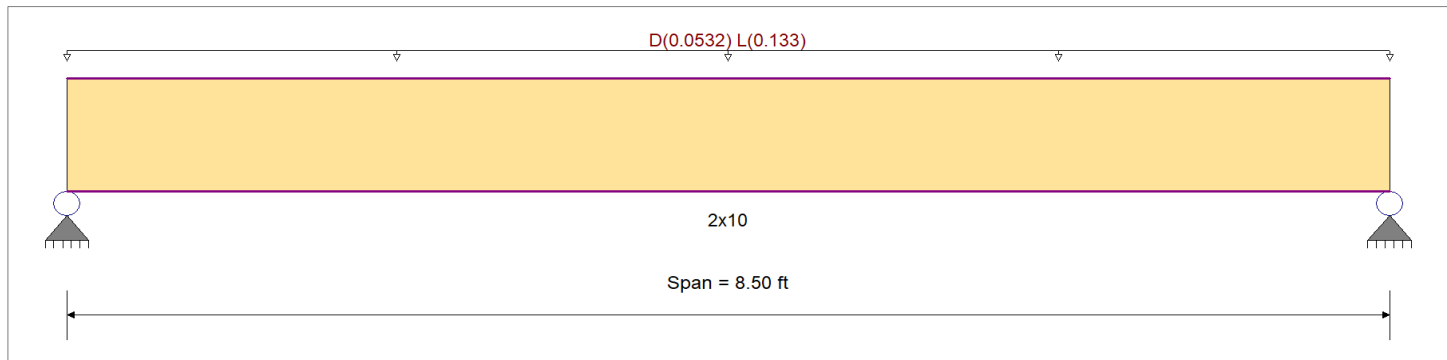 D(0.0532) L(0.133)
2x10
Span = 8.50 ft